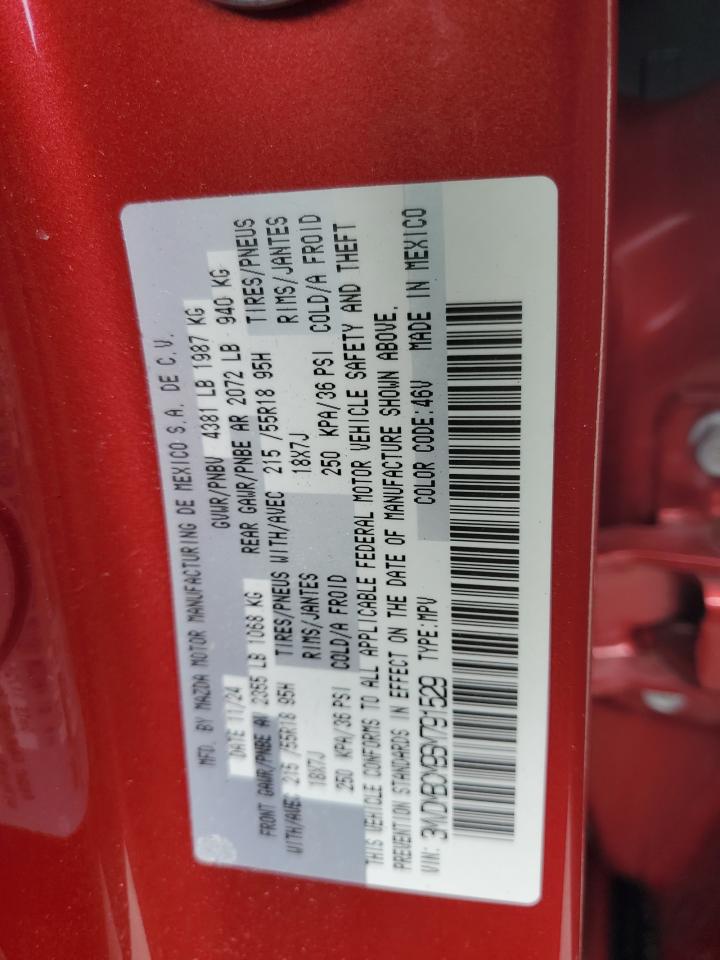 MFD. BY MAZDA MOTOR MANUFACTURING DE MEXICO S.A. DE C.V.
DATE 11/24 GVWR/PNBV 4381 LB 1987 KG
FRONT GAWR/PNBE AV 2355 LB 1068 KG REAR GAWR/PNBE AR 2072 LB 940 KG
WITH/AVEC 215 /55R18 95H TIRES/PNEUS WITH/AVEC 215 /55R18 95H TIRES/PNEUS
18X7J RIMS/JANTES 18X7J RIMS/JANTES
250 KPA/36 PSI COLD/A FROID 250 KPA/36 PSI COLD/A FROID
THIS VEHICLE CONFORMS TO ALL APPLICABLE FEDERAL MOTOR VEHICLE SAFETY AND THEFT
PREVENTION STANDARDS IN EFFECT ON THE DATE OF MANUFACTURE SHOWN ABOVE.
VIN: 3MVDMBCY9SM791529 TYPE:MPV COLOR CODE:46V MADE IN MEXICO